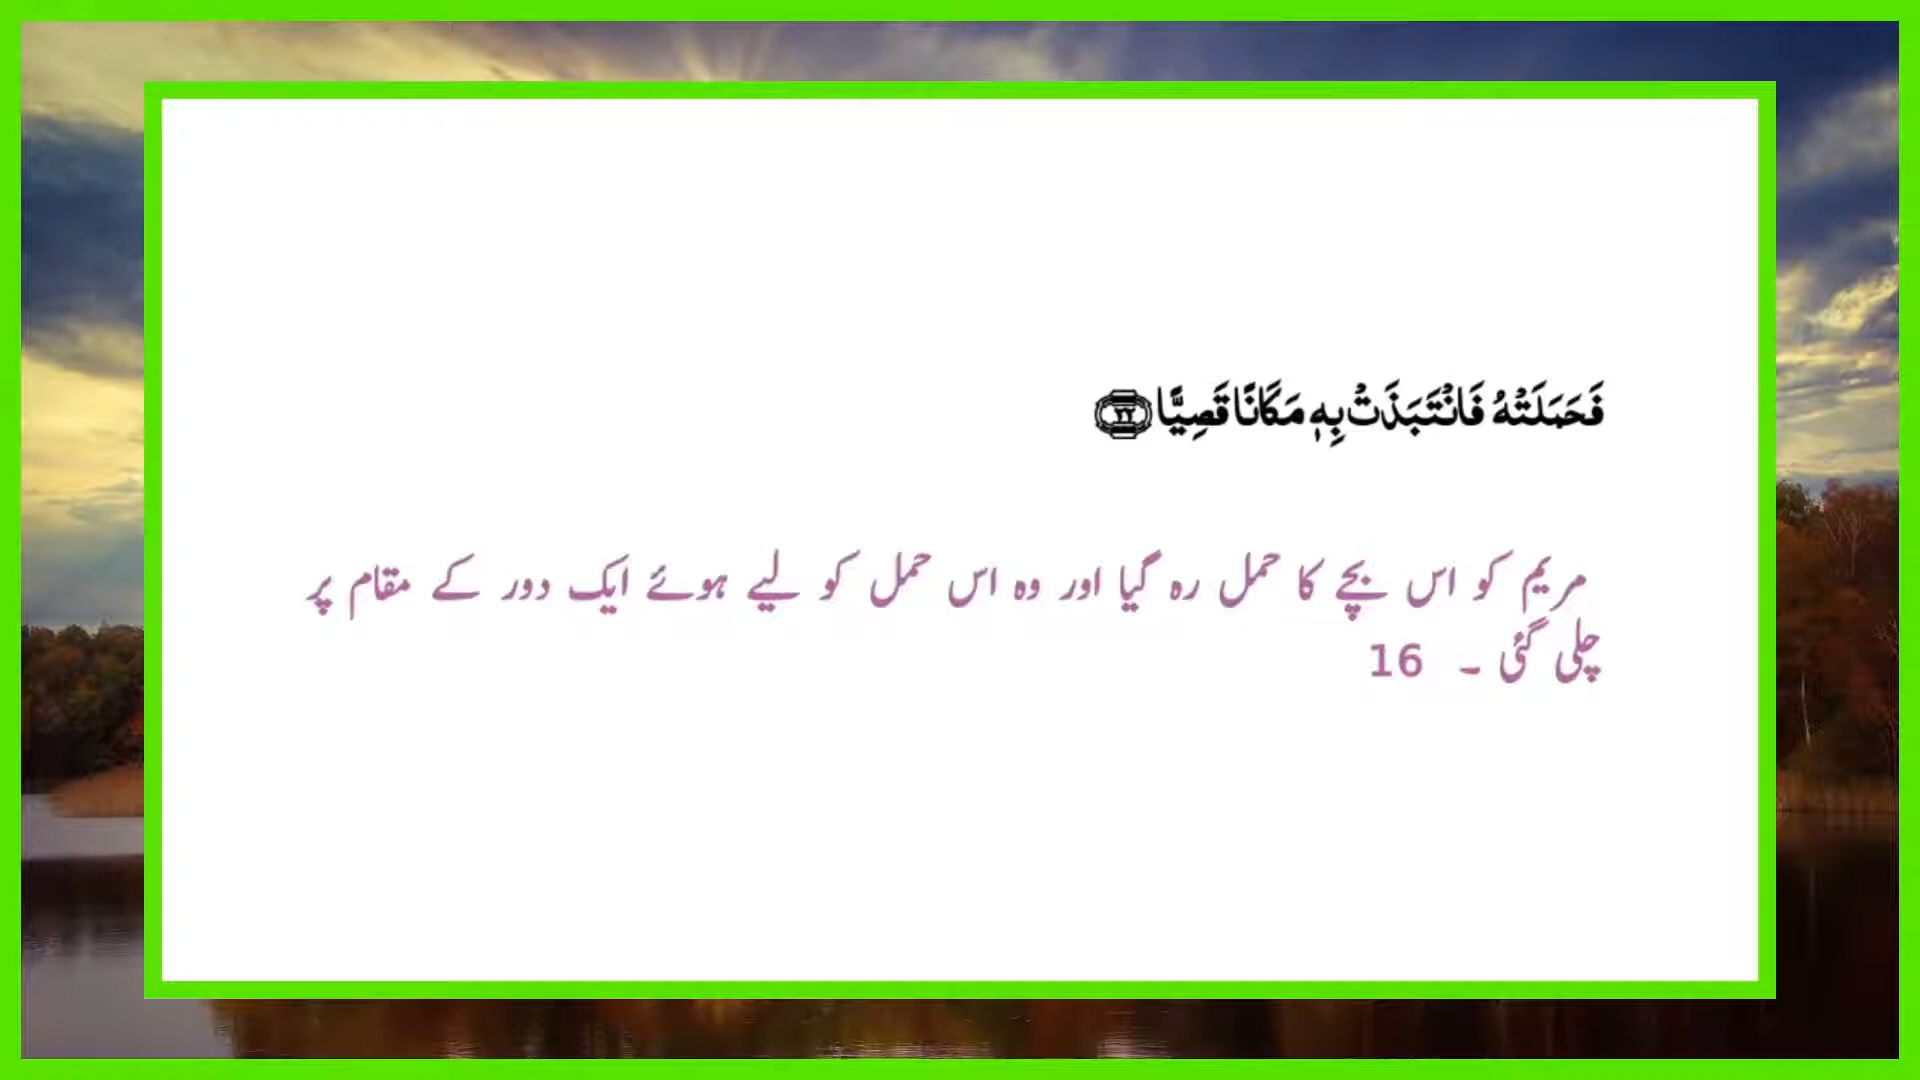 فَحَمَلَتْهُ فَانْتَبَذَتْ بِهٖ مَكَانًا قَصِيًّا ﴿۲۲﴾
مریم کو اس بچے کا حمل رہ گیا اور وہ اس حمل کو لیے ہوئے ایک دور کے مقام پر
چلی گئی ۔ 16